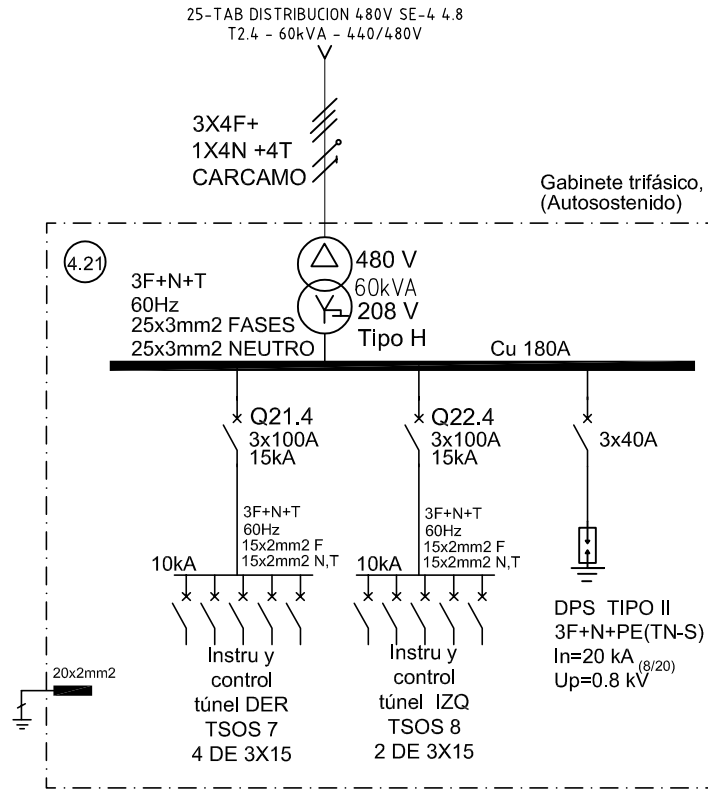 25-TAB DISTRIBUCION 480V SE-4 4.8
T2.4 - 60kVA - 440/480V
3X4F+
1X4N +4T
CARCAMO
Gabinete trifásico,
(Autosostenido)
4.21
480 V
60kVA
208 V
Tipo H
3F+N+T
60Hz
25x3mm2 FASES
25x3mm2 NEUTRO
Cu 180A
Q21.4
3x100A
15kA
Q22.4
3x100A
15kA
3x40A
3F+N+T
60Hz
15x2mm2 F
15x2mm2 N,T
10kA
3F+N+T
60Hz
15x2mm2 F
15x2mm2 N,T
10kA
Instru y
control
túnel DER
TSOS 7
4 DE 3X15
Instru y
control
túnel IZQ
TSOS 8
2 DE 3X15
DPS TIPO II
3F+N+PE(TN-S)
In=20 kA (8/20)
Up=0.8 kV
20x2mm2